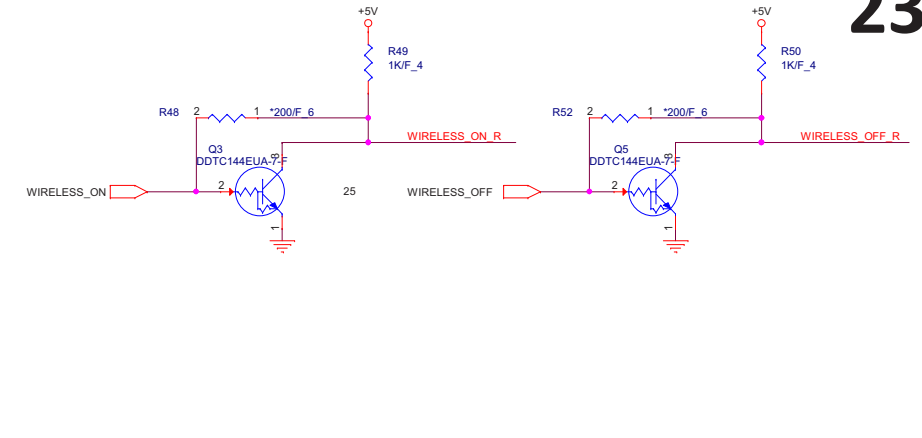 23
+5V
+5V
R49
1K/F_4
R50
1K/F_4
R48 2 1 *200/F_6
R52 2 1 *200/F_6
WIRELESS_ON_R
WIRELESS_OFF_R
Q3
DDTC144EUA-7-F
3
Q5
DDTC144EUA-7-F
3
WIRELESS_ON 2
25
WIRELESS_OFF 2
1
1